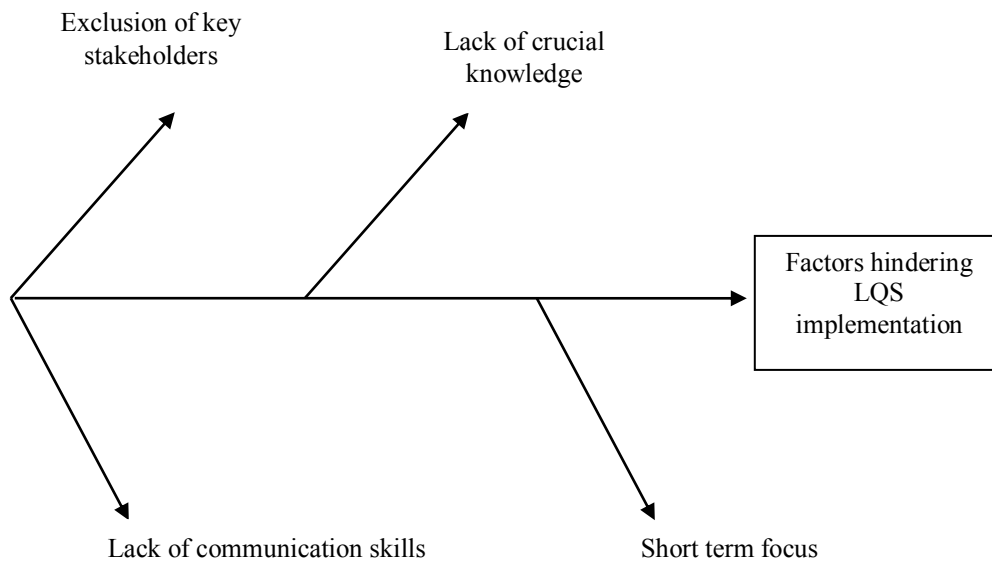 Exclusion of key
stakeholders
Lack of crucial
knowledge
Factors hindering
LQS
implementation
Lack of communication skills
Short term focus